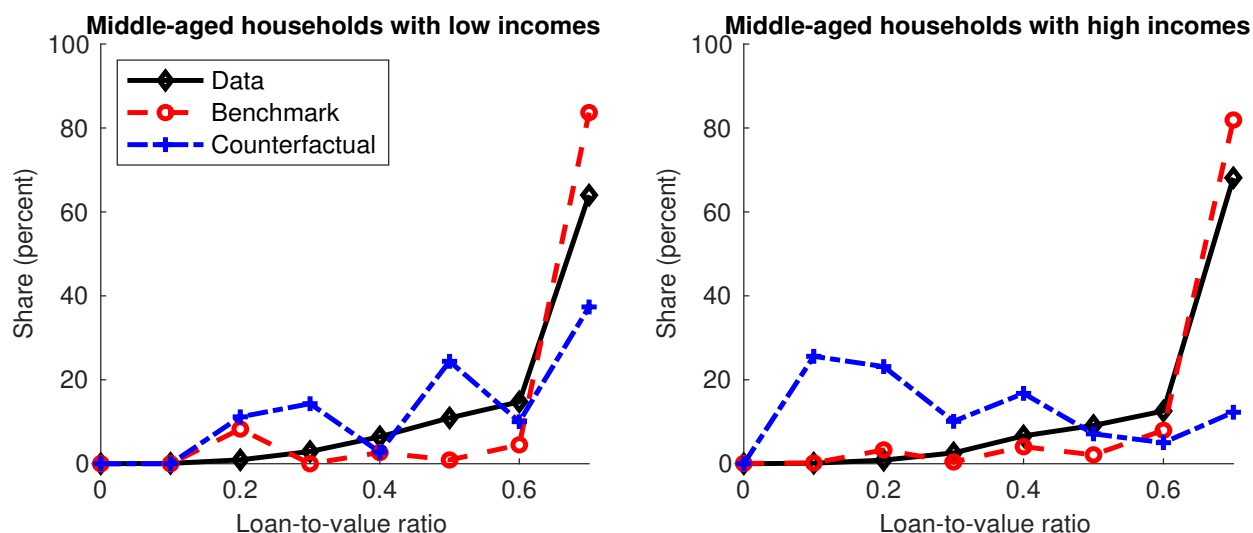 Middle-aged households with low incomes
100
80
60
40
20
0
Share (percent)
Data
Benchmark
Counterfactual
0 0.2 0.4 0.6
Loan-to-value ratio
Middle-aged households with high incomes
100
80
60
40
20
0
Share (percent)
0 0.2 0.4 0.6
Loan-to-value ratio